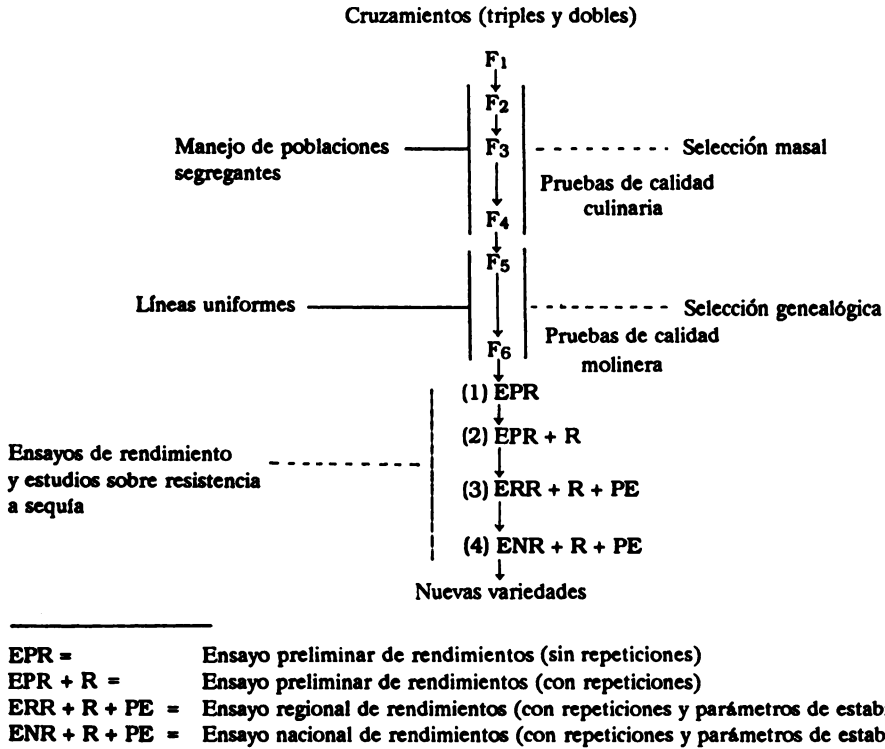 Cruzamientos (triples y dobles)
F1
F2
Manejo de poblaciones segregantes
F3
Selección masal
Pruebas de calidad culinaria
F4
F5
Líneas uniformes
Selección genealógica
Pruebas de calidad molinera
F6
(1) EPR
(2) EPR + R
Ensayos de rendimiento y estudios sobre resistencia a sequía
(3) ERR + R + PE
(4) ENR + R + PE
Nuevas variedades
EPR = Ensayo preliminar de rendimientos (sin repeticiones)
EPR + R = Ensayo preliminar de rendimientos (con repeticiones)
ERR + R + PE = Ensayo regional de rendimientos (con repeticiones y parámetros de estab
ENR + R + PE = Ensayo nacional de rendimientos (con repeticiones y parámetros de estab